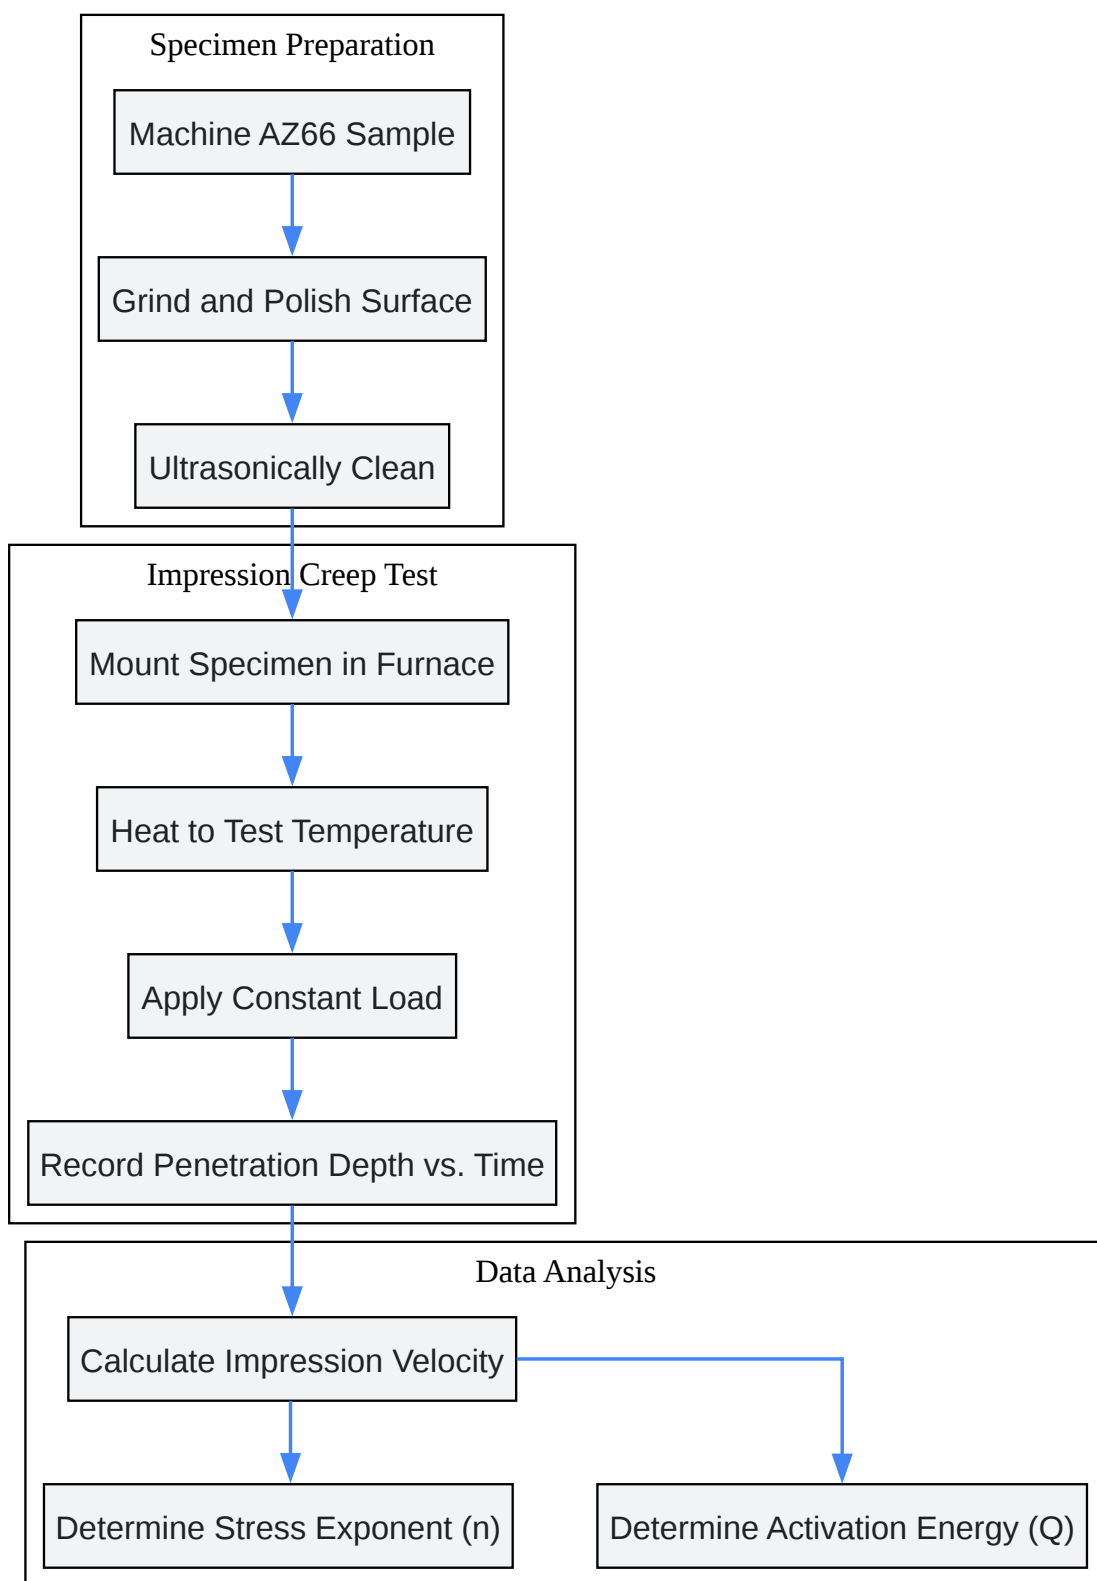 Specimen Preparation
Machine AZ66 Sample
Grind and Polish Surface
Ultrasonically Clean
Impression Creep Test
Mount Specimen in Furnace
Heat to Test Temperature
Apply Constant Load
Record Penetration Depth vs. Time
Data Analysis
Calculate Impression Velocity
Determine Stress Exponent (n)
Determine Activation Energy (Q)